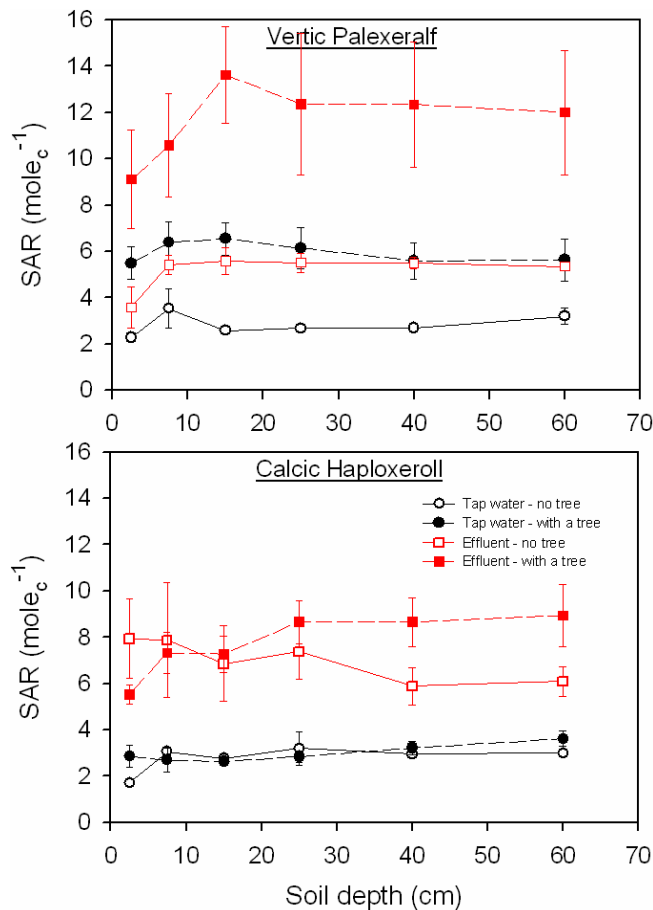 Vertic Palexeralf
16
14
12
10
8
6
4
2
0
SAR (mole_c^-1)
0 10 20 30 40 50 60 70
Calcic Haploxeroll
16
14
12
10
8
6
4
2
0
SAR (mole_c^-1)
Tap water - no tree
Tap water - with a tree
Effluent - no tree
Effluent - with a tree
0 10 20 30 40 50 60 70
Soil depth (cm)